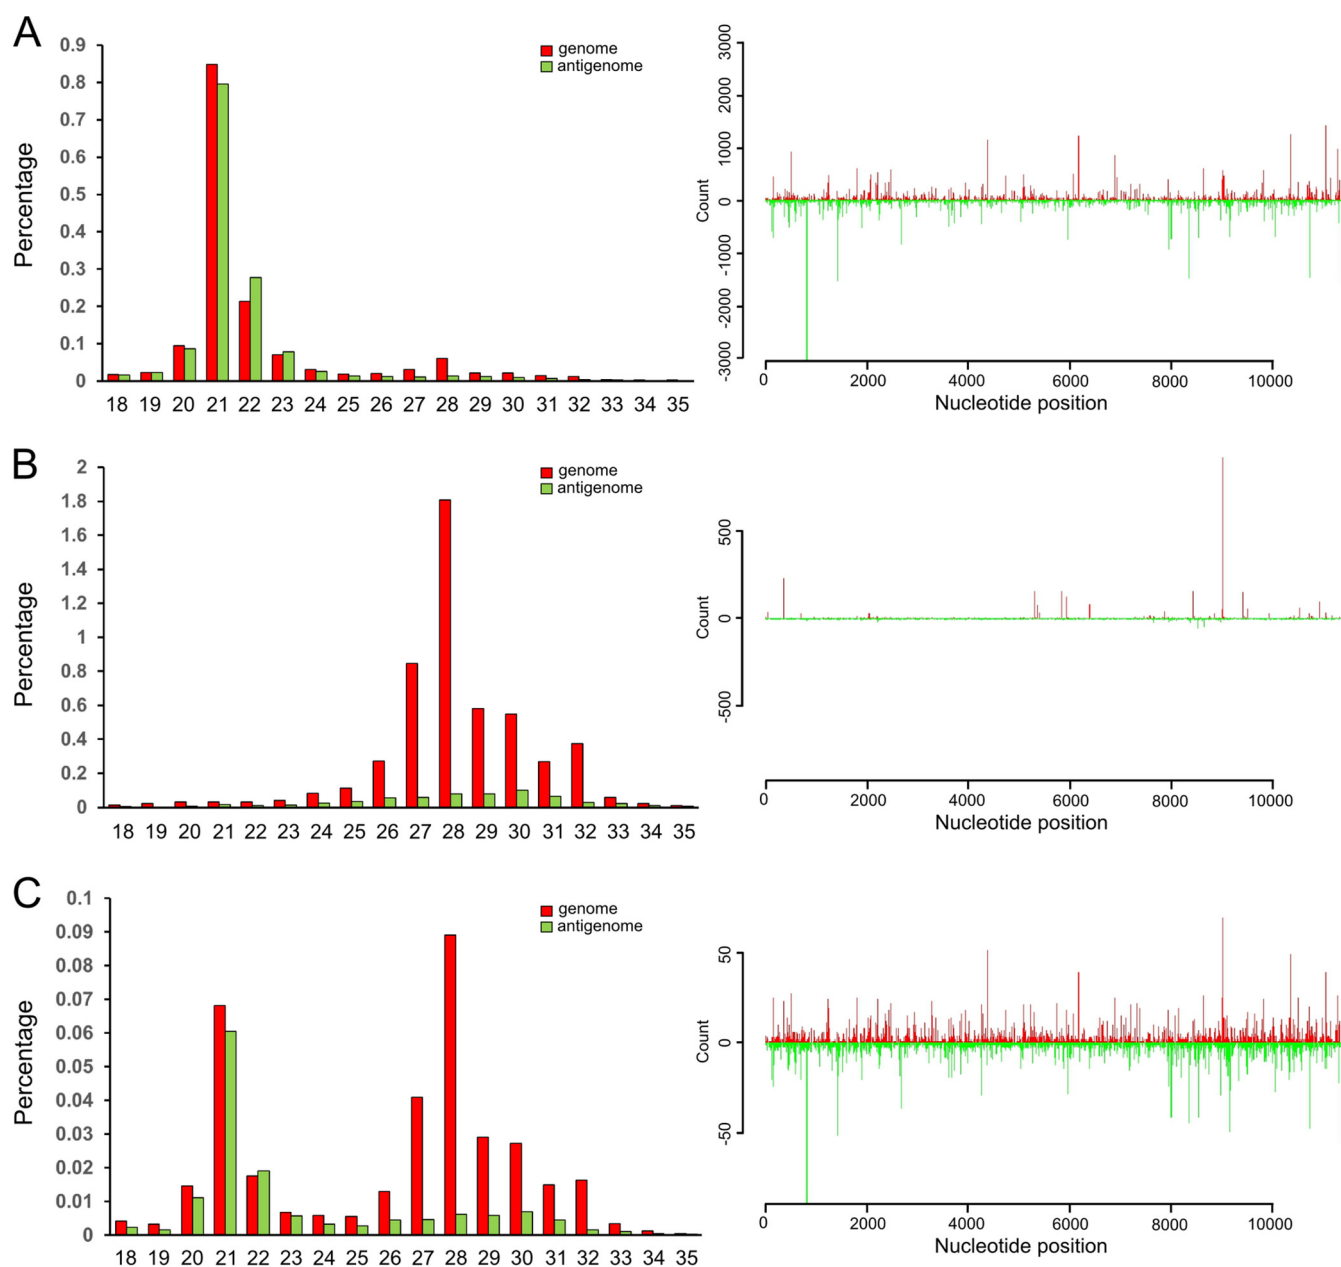 A
0.9
0.8
0.7
0.6
0.5
0.4
0.3
0.2
0.1
0
Percentage
genome
antigenome
18 19 20 21 22 23 24 25 26 27 28 29 30 31 32 33 34 35
3000
2000
1000
0
-1000
-2000
-3000
Count
0 2000 4000 6000 8000 10000
Nucleotide position
B
2
1.8
1.6
1.4
1.2
1
0.8
0.6
0.4
0.2
0
Percentage
genome
antigenome
18 19 20 21 22 23 24 25 26 27 28 29 30 31 32 33 34 35
500
0
-500
Count
0 2000 4000 6000 8000 10000
Nucleotide position
C
0.1
0.09
0.08
0.07
0.06
0.05
0.04
0.03
0.02
0.01
0
Percentage
genome
antigenome
18 19 20 21 22 23 24 25 26 27 28 29 30 31 32 33 34 35
50
0
-50
Count
0 2000 4000 6000 8000 10000
Nucleotide position